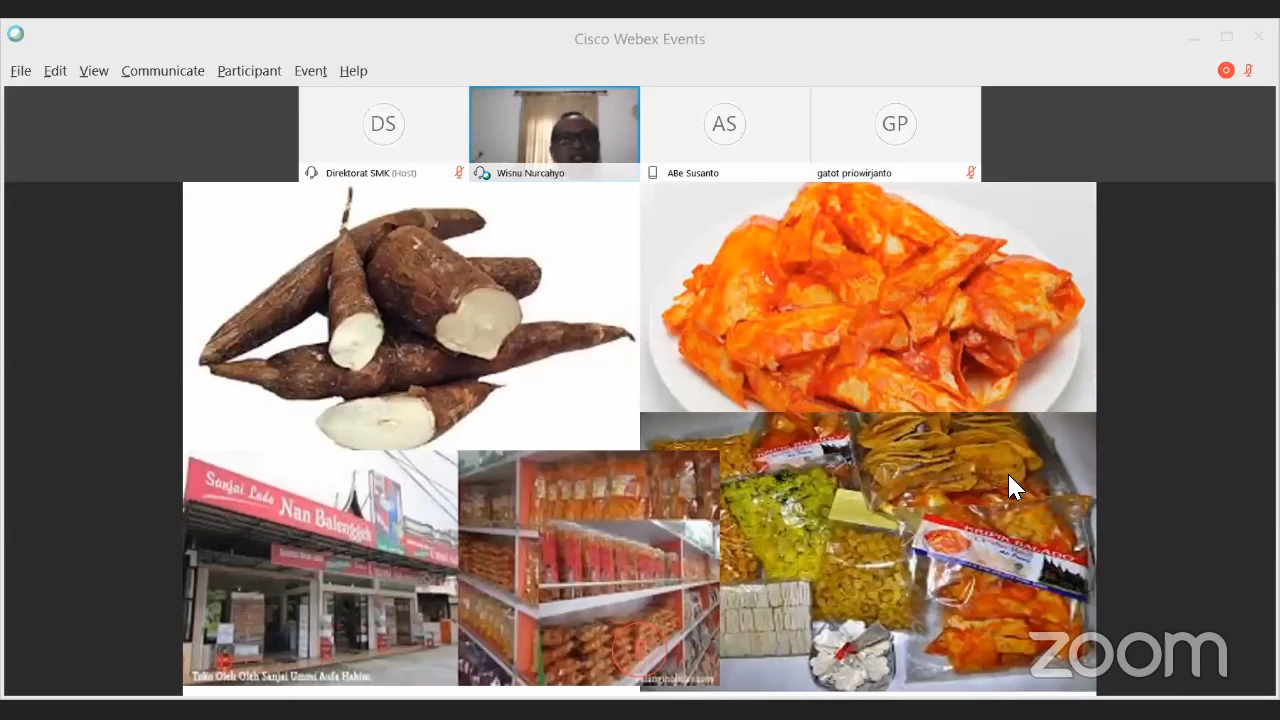 Cisco Webex Events
File Edit View Communicate Participant Event Help
DS
AS
GP
Direktorat SMK (Host)
Wisnu Nurcahyo
ABe Susanto
gatot priowirjanto
Sanjai Lado
Nan Balenggek
KRIPIK BALADO
Toko Oleh Oleh Sanjai Ummi Aufa Hakim
zoom